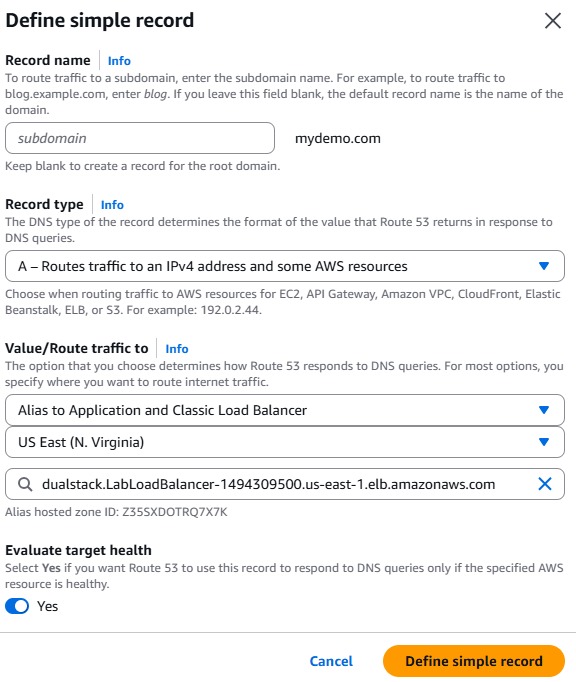 Define simple record
Record name Info
To route traffic to a subdomain, enter the subdomain name. For example, to route traffic to
blog.example.com, enter blog. If you leave this field blank, the default record name is the name of the
domain.
subdomain mydemo.com
Keep blank to create a record for the root domain.
Record type Info
The DNS type of the record determines the format of the value that Route 53 returns in response to
DNS queries.
A – Routes traffic to an IPv4 address and some AWS resources
Choose when routing traffic to AWS resources for EC2, API Gateway, Amazon VPC, CloudFront, Elastic
Beanstalk, ELB, or S3. For example: 192.0.2.44.
Value/Route traffic to Info
The option that you choose determines how Route 53 responds to DNS queries. For most options, you
specify where you want to route internet traffic.
Alias to Application and Classic Load Balancer
US East (N. Virginia)
dualstack.LabLoadBalancer-1494309500.us-east-1.elb.amazonaws.com
Alias hosted zone ID: Z35SXDOTRQ7X7K
Evaluate target health
Select Yes if you want Route 53 to use this record to respond to DNS queries only if the specified AWS
resource is healthy.
Yes
Cancel Define simple record